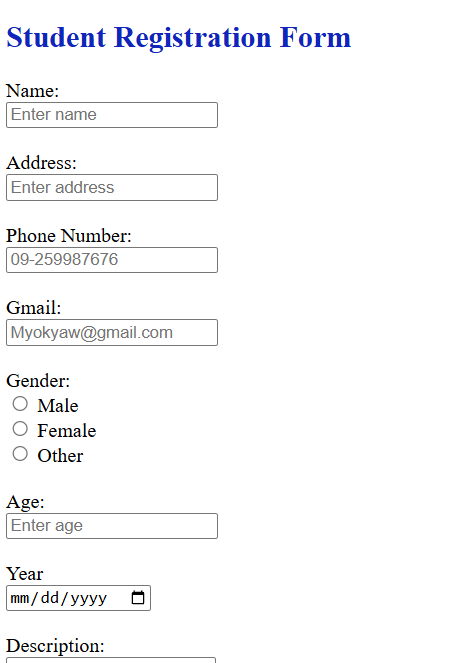 Student Registration Form
Name:
Enter name
Address:
Enter address
Phone Number:
09-259987676
Gmail:
Myokyaw@gmail.com
Gender:
Male
Female
Other
Age:
Enter age
Year
mm/dd/yyyy
Description: